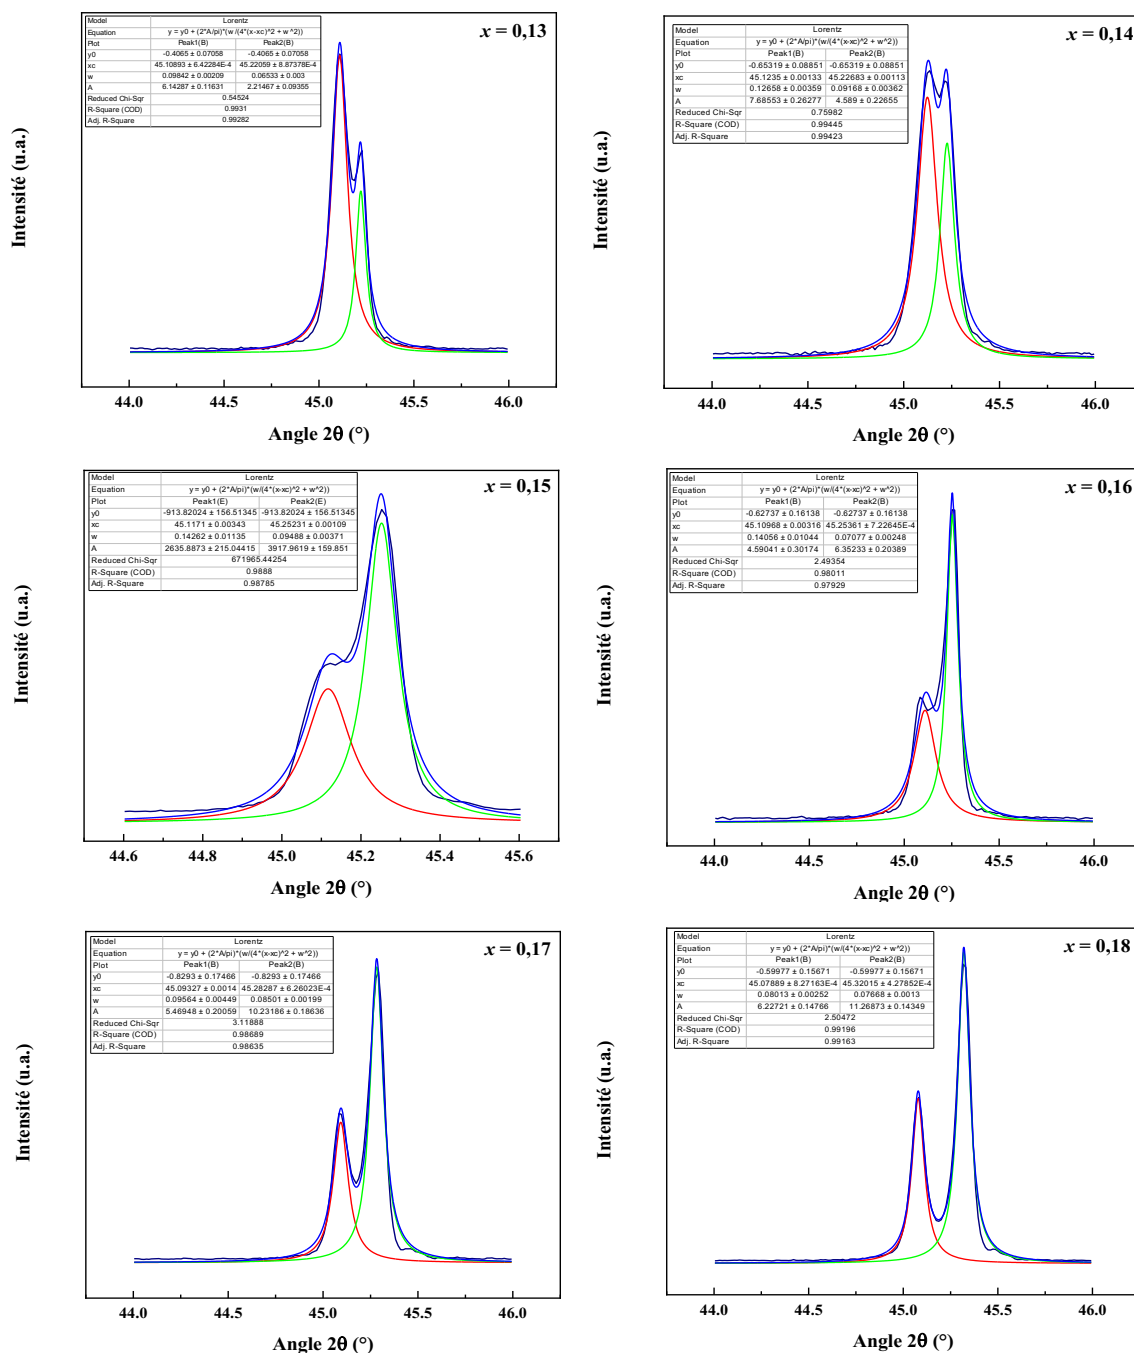 x = 0,13
Model Lorentz
Equation y = y0 + (2*A/pi)*(w/(4*(x-xc)^2 + w^2))
Plot Peak1(B) Peak2(B)
y0 -0.4065 ± 0.07058 -0.4065 ± 0.07058
xc 45.10893 ± 6.42284E-4 45.22059 ± 8.87378E-4
w 0.09842 ± 0.00209 0.06533 ± 0.003
A 6.14287 ± 0.11631 2.21467 ± 0.09355
Reduced Chi-Sqr 0.54524
R-Square (COD) 0.9931
Adj. R-Square 0.99282
Intensité (u.a.)
44.0 44.5 45.0 45.5 46.0
Angle 2θ (°)
x = 0,14
Model Lorentz
Equation y = y0 + (2*A/pi)*(w/(4*(x-xc)^2 + w^2))
Plot Peak1(B) Peak2(B)
y0 -0.65319 ± 0.08851 -0.65319 ± 0.08851
xc 45.1235 ± 0.00133 45.22683 ± 0.00113
w 0.12658 ± 0.00359 0.09168 ± 0.00362
A 7.68553 ± 0.26277 4.589 ± 0.22655
Reduced Chi-Sqr 0.75982
R-Square (COD) 0.99445
Adj. R-Square 0.99423
Intensité (u.a.)
44.0 44.5 45.0 45.5 46.0
Angle 2θ (°)
x = 0,15
Model Lorentz
Equation y = y0 + (2*A/pi)*(w/(4*(x-xc)^2 + w^2))
Plot Peak1(E) Peak2(E)
y0 -913.82024 ± 156.51345 -913.82024 ± 156.51345
xc 45.1171 ± 0.00343 45.25231 ± 0.00109
w 0.14262 ± 0.01135 0.09488 ± 0.00371
A 2635.8873 ± 215.04415 3917.9619 ± 159.851
Reduced Chi-Sqr 671965.44254
R-Square (COD) 0.9888
Adj. R-Square 0.98785
Intensité (u.a.)
44.6 44.8 45.0 45.2 45.4 45.6
Angle 2θ (°)
x = 0,16
Model Lorentz
Equation y = y0 + (2*A/pi)*(w/(4*(x-xc)^2 + w^2))
Plot Peak1(B) Peak2(B)
y0 -0.62737 ± 0.16138 -0.62737 ± 0.16138
xc 45.10968 ± 0.00316 45.25361 ± 7.22645E-4
w 0.14056 ± 0.01044 0.07077 ± 0.00248
A 4.59041 ± 0.30174 6.35233 ± 0.20389
Reduced Chi-Sqr 2.49354
R-Square (COD) 0.98011
Adj. R-Square 0.97929
Intensité (u.a.)
44.0 44.5 45.0 45.5 46.0
Angle 2θ (°)
x = 0,17
Model Lorentz
Equation y = y0 + (2*A/pi)*(w/(4*(x-xc)^2 + w^2))
Plot Peak1(B) Peak2(B)
y0 -0.8293 ± 0.17466 -0.8293 ± 0.17466
xc 45.09327 ± 0.0014 45.28287 ± 6.26023E-4
w 0.09564 ± 0.00449 0.08501 ± 0.00199
A 5.46948 ± 0.20059 10.23186 ± 0.18636
Reduced Chi-Sqr 3.11888
R-Square (COD) 0.98689
Adj. R-Square 0.98635
Intensité (u.a.)
44.0 44.5 45.0 45.5 46.0
Angle 2θ (°)
x = 0,18
Model Lorentz
Equation y = y0 + (2*A/pi)*(w/(4*(x-xc)^2 + w^2))
Plot Peak1(B) Peak2(B)
y0 -0.59977 ± 0.15671 -0.59977 ± 0.15671
xc 45.07889 ± 8.27163E-4 45.32015 ± 4.27852E-4
w 0.08013 ± 0.00252 0.07668 ± 0.0013
A 6.22721 ± 0.14766 11.26873 ± 0.14349
Reduced Chi-Sqr 2.50472
R-Square (COD) 0.99196
Adj. R-Square 0.99163
Intensité (u.a.)
44.0 44.5 45.0 45.5 46.0
Angle 2θ (°)